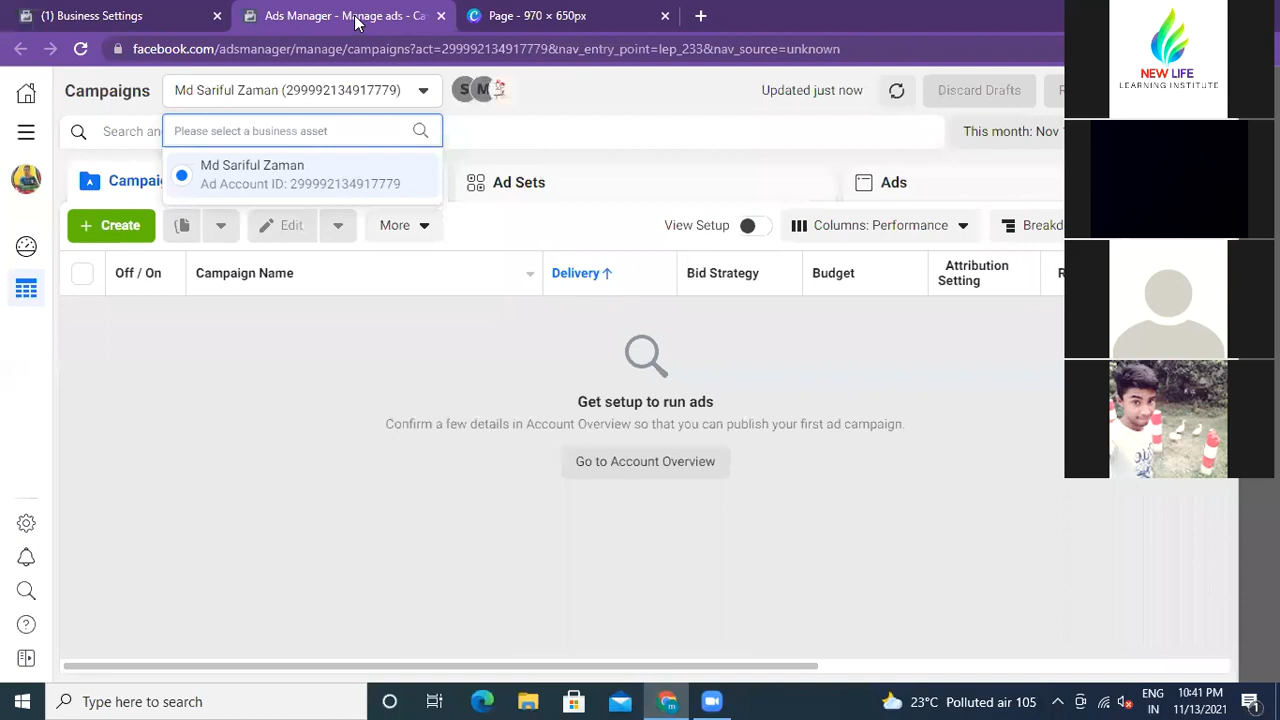 (1) Business Settings
Ads Manager - Manage ads - Ca
Page - 970 × 650px
facebook.com/adsmanager/manage/campaigns?act=299992134917779&nav_entry_point=lep_233&nav_source=unknown
NEW LIFE
LEARNING INSTITUTE
Campaigns
Md Sariful Zaman (299992134917779)
S
M
Updated just now
Discard Drafts
R
Search an
Please select a business asset
This month: Nov
Md Sariful Zaman
Ad Account ID: 299992134917779
Campai
Ad Sets
Ads
+ Create
Edit
More
View Setup
Columns: Performance
Breakd
Off / On
Campaign Name
Delivery ↑
Bid Strategy
Budget
Attribution
Setting
R
Get setup to run ads
Confirm a few details in Account Overview so that you can publish your first ad campaign.
Go to Account Overview
Type here to search
23°C Polluted air 105
ENG
IN
10:41 PM
11/13/2021
1